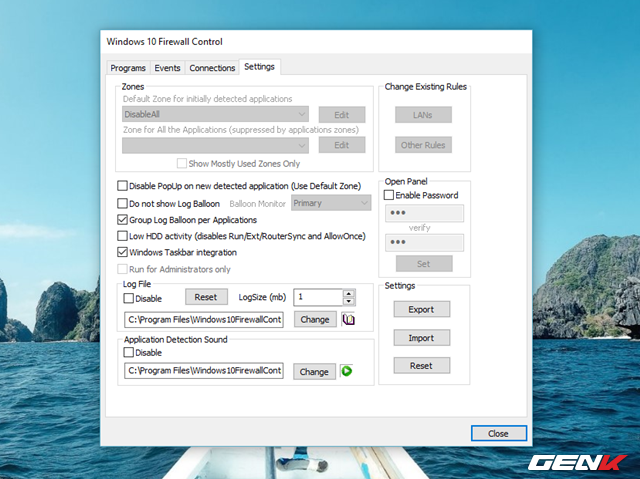 Windows 10 Firewall Control
Programs Events Connections Settings
Zones
Default Zone for initially detected applications
DisableAll
Edit
Zone for All the Applications (suppressed by applications zones)
Edit
Show Mostly Used Zones Only
Change Existing Rules
LANs
Other Rules
Disable PopUp on new detected application (Use Default Zone)
Do not show Log Balloon Balloon Monitor Primary
Group Log Balloon per Applications
Low HDD activity (disables Run/Ext/RouterSync and AllowOnce)
Windows Taskbar integration
Run for Administrators only
Open Panel
Enable Password
•••
verify
•••
Set
Log File
Disable Reset LogSize (mb) 1
C:\Program Files\Windows10FirewallCont Change
Application Detection Sound
Disable
C:\Program Files\Windows10FirewallCont Change
Settings
Export
Import
Reset
Close
GENK